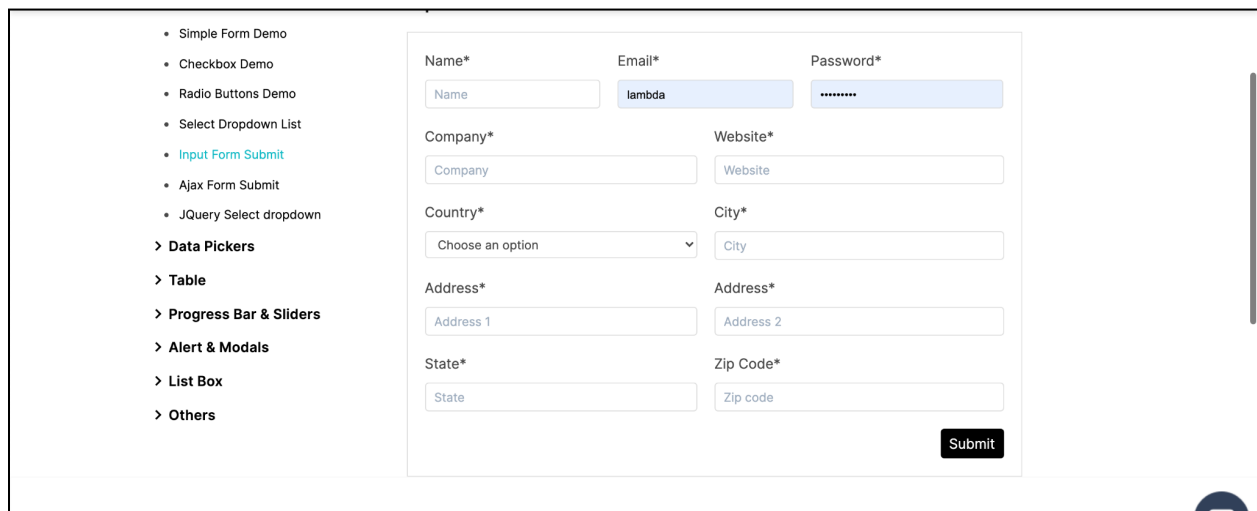 Simple Form Demo
Checkbox Demo
Radio Buttons Demo
Select Dropdown List
Input Form Submit
Ajax Form Submit
JQuery Select dropdown
Data Pickers
Table
Progress Bar & Sliders
Alert & Modals
List Box
Others
Name* Email* Password*
Name lambda •••••••••
Company* Website*
Company Website
Country* City*
Choose an option City
Address* Address*
Address 1 Address 2
State* Zip Code*
State Zip code
Submit